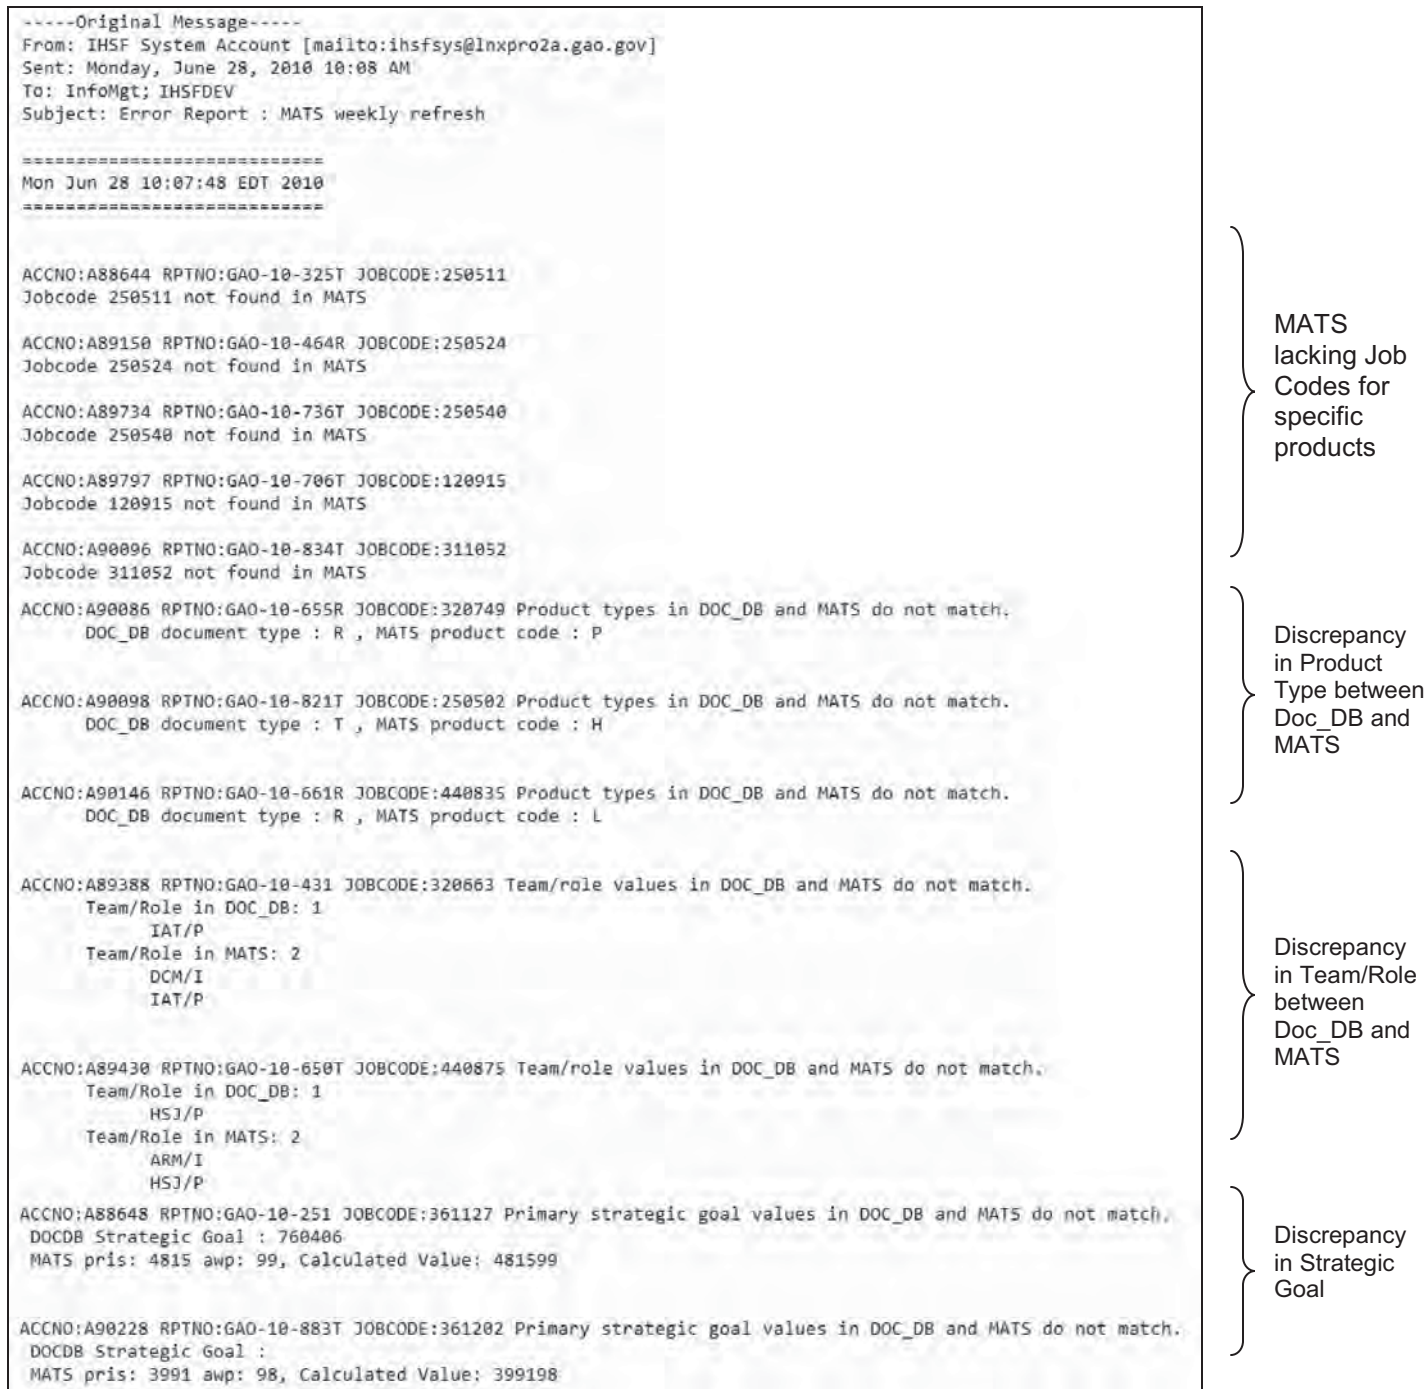 -----Original Message-----
From: IHSF System Account [mailto:ihsfsys@lnxpro2a.gao.gov]
Sent: Monday, June 28, 2010 10:08 AM
To: InfoMgt; IHSFDEV
Subject: Error Report : MATS weekly refresh
============================
Mon Jun 28 10:07:48 EDT 2010
============================
ACCNO:A88644 RPTNO:GAO-10-325T JOBCODE:250511
Jobcode 250511 not found in MATS
ACCNO:A89150 RPTNO:GAO-10-464R JOBCODE:250524
Jobcode 250524 not found in MATS
ACCNO:A89734 RPTNO:GAO-10-736T JOBCODE:250540
Jobcode 250540 not found in MATS
ACCNO:A89797 RPTNO:GAO-10-706T JOBCODE:120915
Jobcode 120915 not found in MATS
ACCNO:A90096 RPTNO:GAO-10-834T JOBCODE:311052
Jobcode 311052 not found in MATS
MATS
lacking Job
Codes for
specific
products
ACCNO:A90086 RPTNO:GAO-10-655R JOBCODE:320749 Product types in DOC_DB and MATS do not match.
DOC_DB document type : R , MATS product code : P
ACCNO:A90098 RPTNO:GAO-10-821T JOBCODE:250502 Product types in DOC_DB and MATS do not match.
DOC_DB document type : T , MATS product code : H
ACCNO:A90146 RPTNO:GAO-10-661R JOBCODE:440835 Product types in DOC_DB and MATS do not match.
DOC_DB document type : R , MATS product code : L
Discrepancy
in Product
Type between
Doc_DB and
MATS
ACCNO:A89388 RPTNO:GAO-10-431 JOBCODE:320663 Team/role values in DOC_DB and MATS do not match.
Team/Role in DOC_DB: 1
IAT/P
Team/Role in MATS: 2
DCM/I
IAT/P
ACCNO:A89430 RPTNO:GAO-10-650T JOBCODE:440875 Team/role values in DOC_DB and MATS do not match.
Team/Role in DOC_DB: 1
HSJ/P
Team/Role in MATS: 2
ARM/I
HSJ/P
Discrepancy
in Team/Role
between
Doc_DB and
MATS
ACCNO:A88648 RPTNO:GAO-10-251 JOBCODE:361127 Primary strategic goal values in DOC_DB and MATS do not match.
DOCDB Strategic Goal : 760406
MATS pris: 4815 awp: 99, Calculated Value: 481599
ACCNO:A90228 RPTNO:GAO-10-883T JOBCODE:361202 Primary strategic goal values in DOC_DB and MATS do not match.
DOCDB Strategic Goal :
MATS pris: 3991 awp: 98, Calculated Value: 399198
Discrepancy
in Strategic
Goal